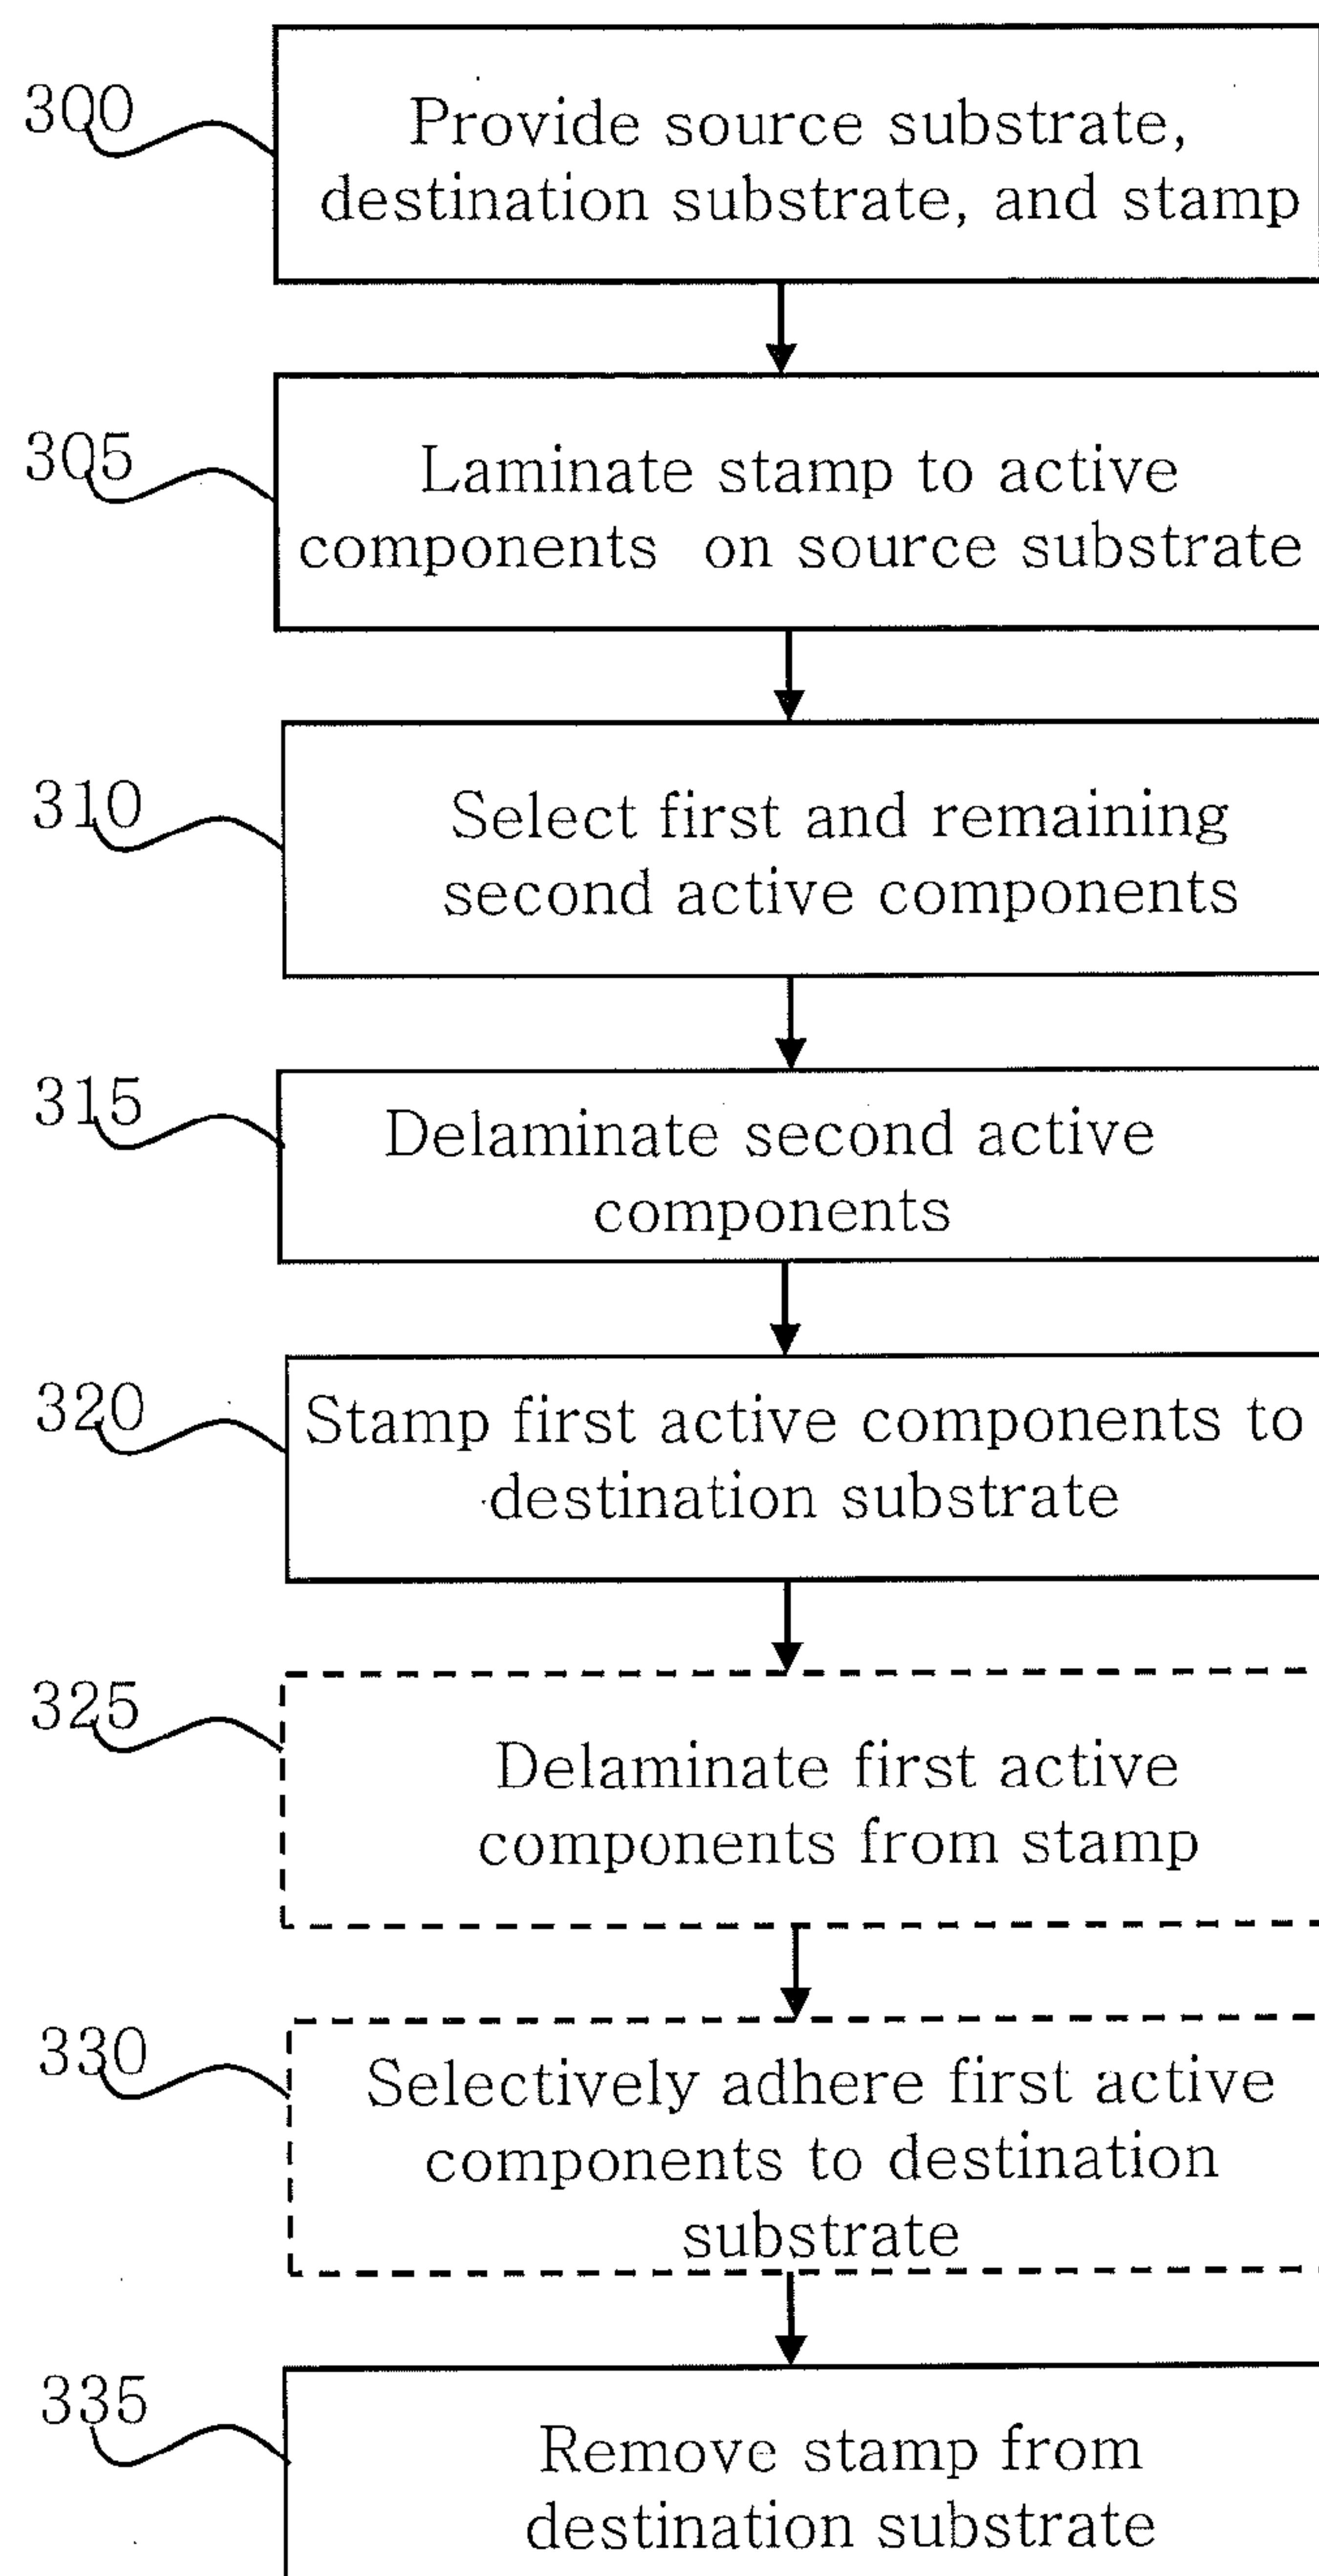 300
Provide source substrate,
destination substrate, and stamp
305
Laminate stamp to active
components on source substrate
310
Select first and remaining
second active components
315
Delaminate second active
components
320
Stamp first active components to
destination substrate
325
Delaminate first active
components from stamp
330
Selectively adhere first active
components to destination
substrate
335
Remove stamp from
destination substrate